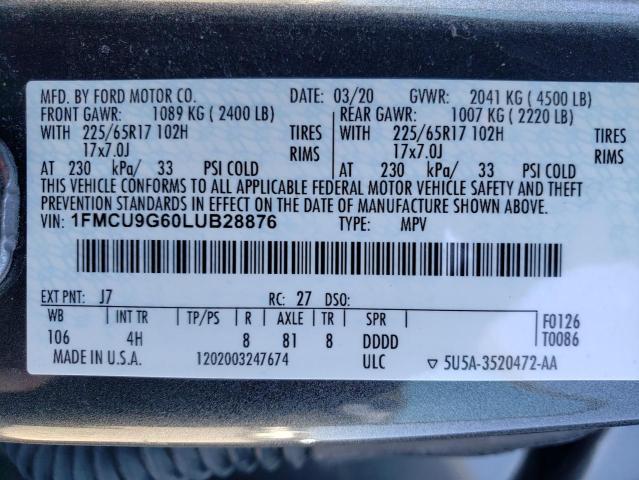 MFD. BY FORD MOTOR CO. DATE: 03/20 GVWR: 2041 KG ( 4500 LB)
FRONT GAWR: 1089 KG ( 2400 LB) REAR GAWR: 1007 KG ( 2220 LB)
WITH 225/65R17 102H TIRES WITH 225/65R17 102H TIRES
17x7.0J RIMS 17x7.0J RIMS
AT 230 kPa/ 33 PSI COLD AT 230 kPa/ 33 PSI COLD
THIS VEHICLE CONFORMS TO ALL APPLICABLE FEDERAL MOTOR VEHICLE SAFETY AND THEFT
PREVENTION STANDARDS IN EFFECT ON THE DATE OF MANUFACTURE SHOWN ABOVE.
VIN: 1FMCU9G60LUB28876 TYPE: MPV
EXT PNT: J7 RC: 27 DSO:
WB INT TR TP/PS R AXLE TR SPR F0126
106 4H 8 81 8 DDDD T0086
MADE IN U.S.A. 1202003247674 ULC ▽ 5U5A-3520472-AA